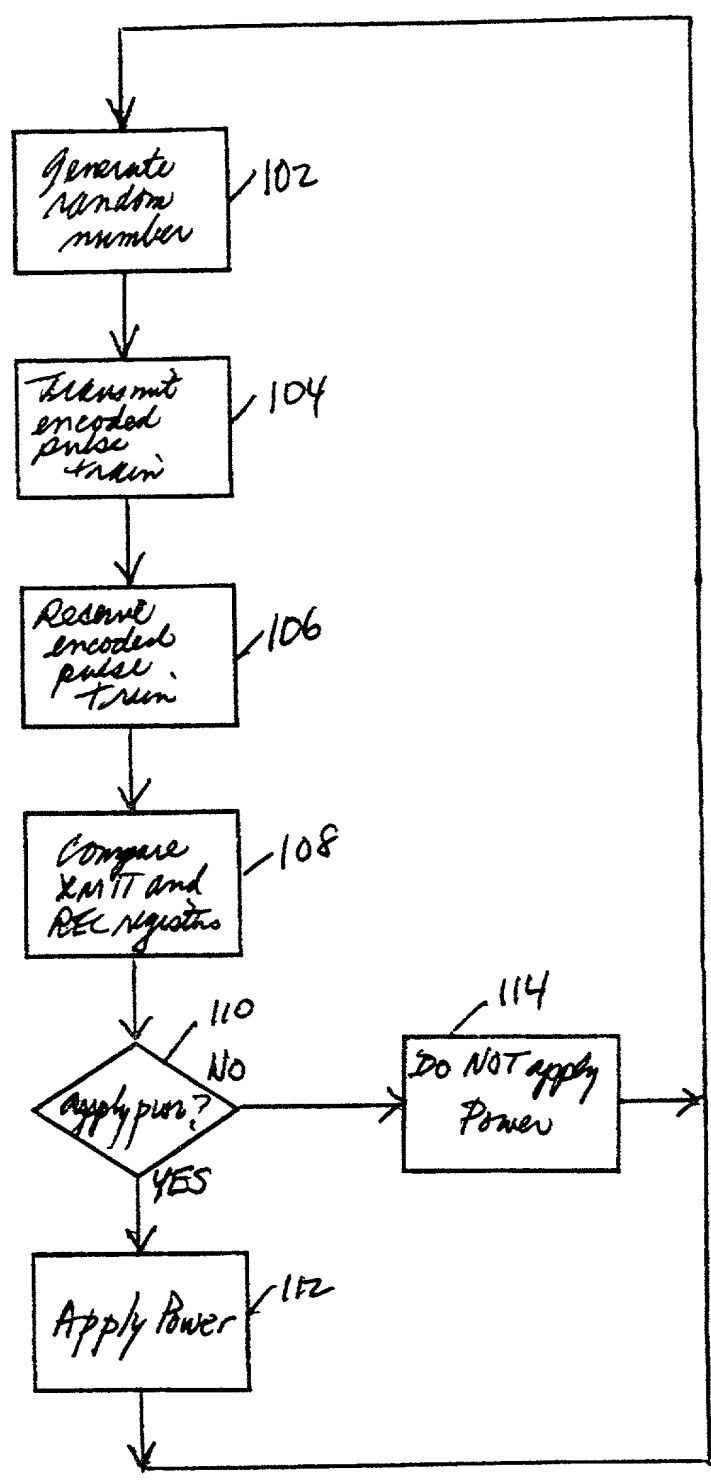 Generate
random
number
102
Transmit
encoded
pulse
train
104
Receive
encoded
pulse
train
106
Compare
XMIT and
REC registers
108
110
NO
apply pwr?
YES
114
DO NOT apply
Power
Apply Power
112